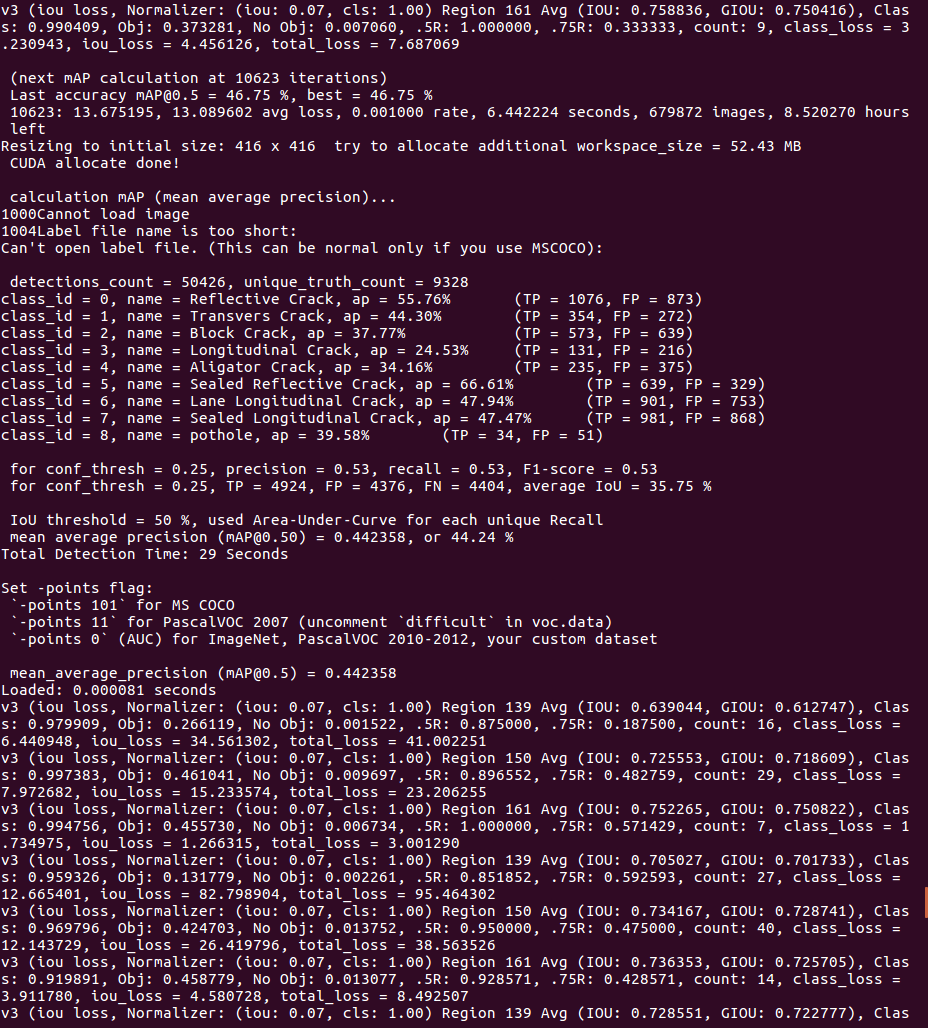 v3 (iou loss, Normalizer: (iou: 0.07, cls: 1.00) Region 161 Avg (IOU: 0.758836, GIOU: 0.750416), Clas
s: 0.990409, Obj: 0.373281, No Obj: 0.007060, .5R: 1.000000, .75R: 0.333333, count: 9, class_loss = 3
.230943, iou_loss = 4.456126, total_loss = 7.687069
(next mAP calculation at 10623 iterations)
Last accuracy mAP@0.5 = 46.75 %, best = 46.75 %
10623: 13.675195, 13.089602 avg loss, 0.001000 rate, 6.442224 seconds, 679872 images, 8.520270 hours
left
Resizing to initial size: 416 x 416  try to allocate additional workspace_size = 52.43 MB
CUDA allocate done!
calculation mAP (mean average precision)...
1000Cannot load image
1004Label file name is too short:
Can't open label file. (This can be normal only if you use MSCOCO):
detections_count = 50426, unique_truth_count = 9328
class_id = 0, name = Reflective Crack, ap = 55.76%       (TP = 1076, FP = 873)
class_id = 1, name = Transvers Crack, ap = 44.30%        (TP = 354, FP = 272)
class_id = 2, name = Block Crack, ap = 37.77%            (TP = 573, FP = 639)
class_id = 3, name = Longitudinal Crack, ap = 24.53%     (TP = 131, FP = 216)
class_id = 4, name = Aligator Crack, ap = 34.16%         (TP = 235, FP = 375)
class_id = 5, name = Sealed Reflective Crack, ap = 66.61%        (TP = 639, FP = 329)
class_id = 6, name = Lane Longitudinal Crack, ap = 47.94%        (TP = 901, FP = 753)
class_id = 7, name = Sealed Longitudinal Crack, ap = 47.47%      (TP = 981, FP = 868)
class_id = 8, name = pothole, ap = 39.58%        (TP = 34, FP = 51)
for conf_thresh = 0.25, precision = 0.53, recall = 0.53, F1-score = 0.53
for conf_thresh = 0.25, TP = 4924, FP = 4376, FN = 4404, average IoU = 35.75 %
IoU threshold = 50 %, used Area-Under-Curve for each unique Recall
mean average precision (mAP@0.50) = 0.442358, or 44.24 %
Total Detection Time: 29 Seconds
Set -points flag:
`-points 101` for MS COCO
`-points 11` for PascalVOC 2007 (uncomment `difficult` in voc.data)
`-points 0` (AUC) for ImageNet, PascalVOC 2010-2012, your custom dataset
mean_average_precision (mAP@0.5) = 0.442358
Loaded: 0.000081 seconds
v3 (iou loss, Normalizer: (iou: 0.07, cls: 1.00) Region 139 Avg (IOU: 0.639044, GIOU: 0.612747), Clas
s: 0.979909, Obj: 0.266119, No Obj: 0.001522, .5R: 0.875000, .75R: 0.187500, count: 16, class_loss =
6.440948, iou_loss = 34.561302, total_loss = 41.002251
v3 (iou loss, Normalizer: (iou: 0.07, cls: 1.00) Region 150 Avg (IOU: 0.725553, GIOU: 0.718609), Clas
s: 0.997383, Obj: 0.461041, No Obj: 0.009697, .5R: 0.896552, .75R: 0.482759, count: 29, class_loss =
7.972682, iou_loss = 15.233574, total_loss = 23.206255
v3 (iou loss, Normalizer: (iou: 0.07, cls: 1.00) Region 161 Avg (IOU: 0.752265, GIOU: 0.750822), Clas
s: 0.994756, Obj: 0.455730, No Obj: 0.006734, .5R: 1.000000, .75R: 0.571429, count: 7, class_loss = 1
.734975, iou_loss = 1.266315, total_loss = 3.001290
v3 (iou loss, Normalizer: (iou: 0.07, cls: 1.00) Region 139 Avg (IOU: 0.705027, GIOU: 0.701733), Clas
s: 0.959326, Obj: 0.131779, No Obj: 0.002261, .5R: 0.851852, .75R: 0.592593, count: 27, class_loss =
12.665401, iou_loss = 82.798904, total_loss = 95.464302
v3 (iou loss, Normalizer: (iou: 0.07, cls: 1.00) Region 150 Avg (IOU: 0.734167, GIOU: 0.728741), Clas
s: 0.969796, Obj: 0.424703, No Obj: 0.013752, .5R: 0.950000, .75R: 0.475000, count: 40, class_loss =
12.143729, iou_loss = 26.419796, total_loss = 38.563526
v3 (iou loss, Normalizer: (iou: 0.07, cls: 1.00) Region 161 Avg (IOU: 0.736353, GIOU: 0.725705), Clas
s: 0.919891, Obj: 0.458779, No Obj: 0.013077, .5R: 0.928571, .75R: 0.428571, count: 14, class_loss =
3.911780, iou_loss = 4.580728, total_loss = 8.492507
v3 (iou loss, Normalizer: (iou: 0.07, cls: 1.00) Region 139 Avg (IOU: 0.728551, GIOU: 0.722777), Clas